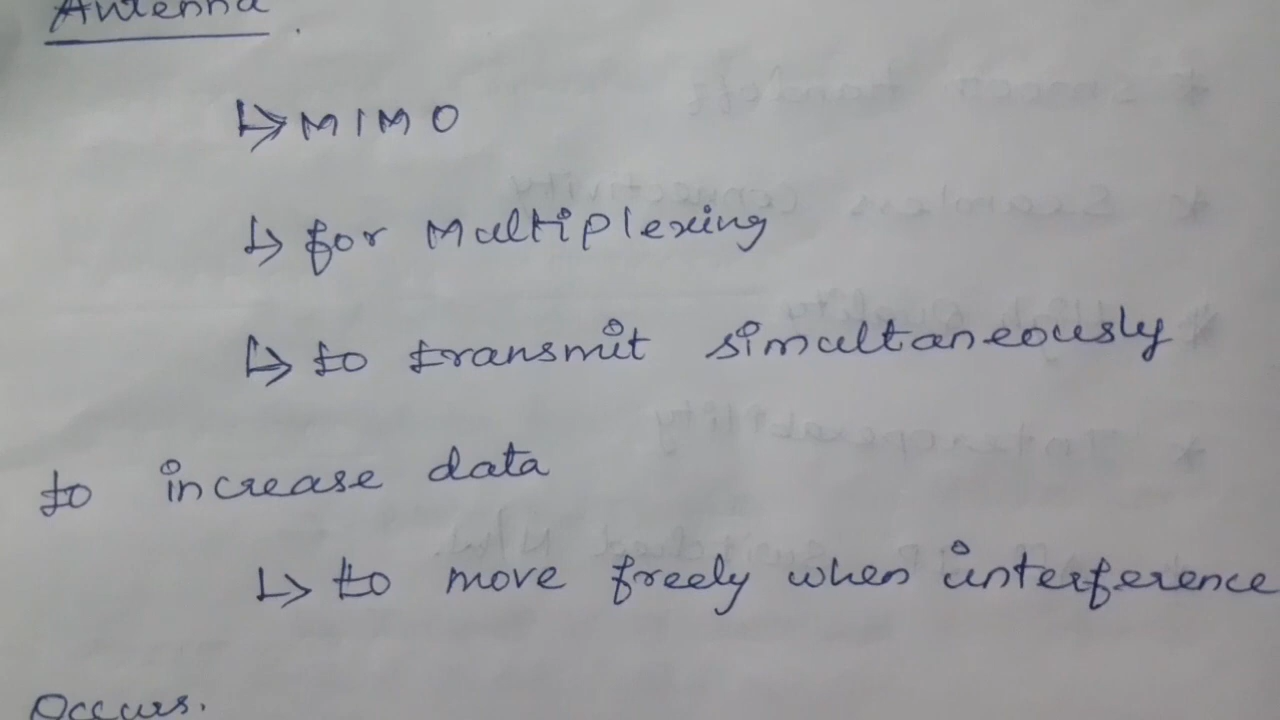 Antenna.
↳ MIMO
↳ for Multiplexing
↳ to transmit simultaneously
to increase data
↳ to move freely when interference
Occurs.